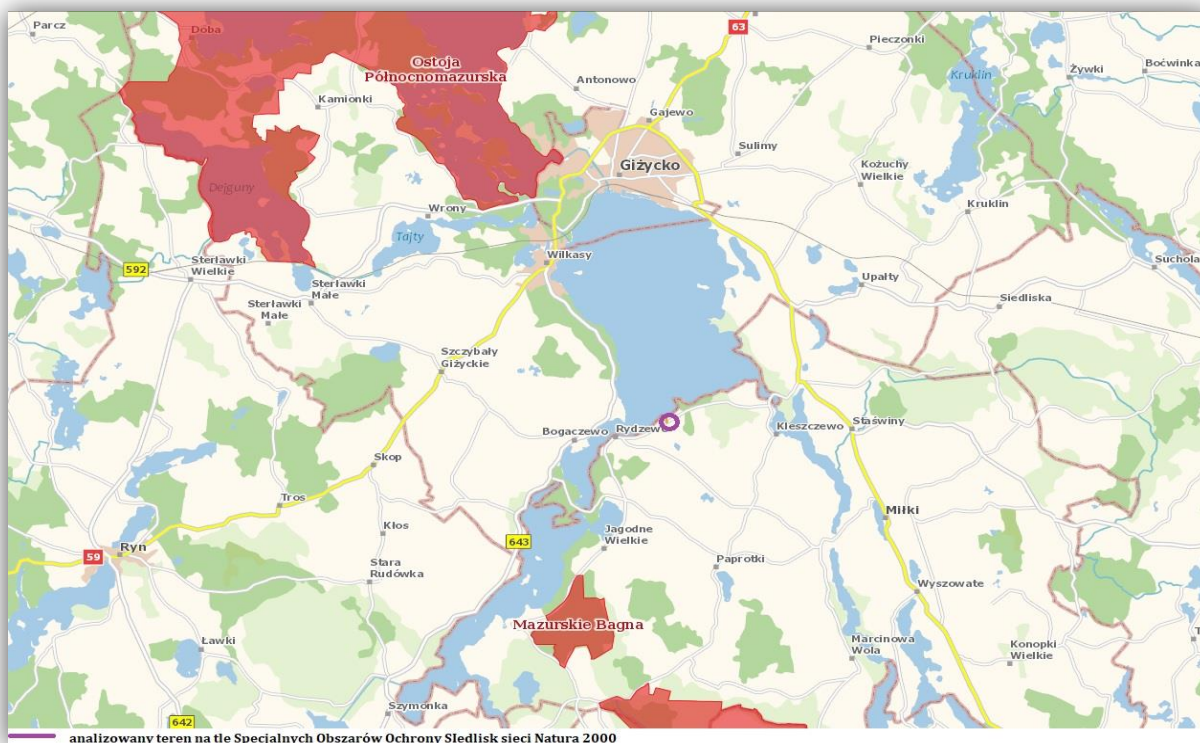 Parcz
Doba
63
Pieczonki
Ostoja
Północnomazurska
Antonowo
Kruklin
Żywki
Boćwinka
Kamionki
Gajewo
Sulimy
Giżycko
Kożuchy
Wielkie
Dejguny
Wrony
Kruklin
Tajty
Wilkasy
Sterławki
Wielkie
592
Sterławki
Małe
Upałty
Suchola
Siedliska
Sterławki
Małe
Szczybały
Giżyckie
Bogaczewo
Rydzew
Kleszczewo
Staświny
Skop
Tros
Miłki
Kłos
643
Jagodne
Wielkie
Ryn
59
Stara
Rudówka
Paprotki
Wyszowate
Mazurskie Bagna
Ławki
Marcinowa
Wola
Konopki
Wielkie
T
Szymonka
642
analizowany teren na tle Specjalnych Obszarów Ochrony SIedlisk sieci Natura 2000